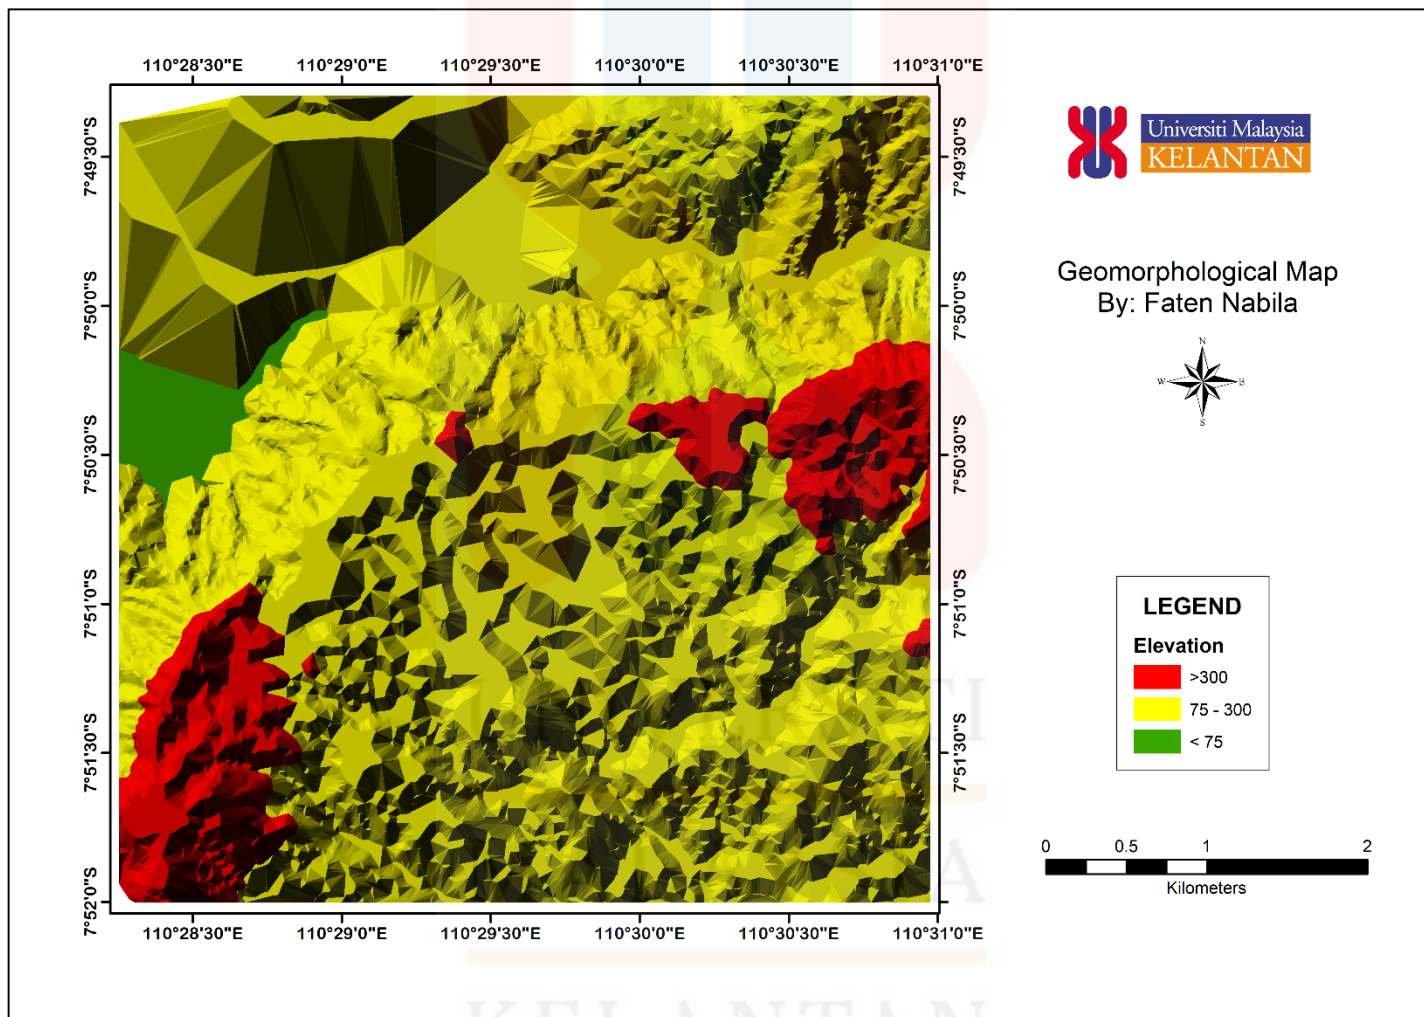 110°28'30"E 110°29'0"E 110°29'30"E 110°30'0"E 110°30'30"E 110°31'0"E
7°49'30"S 7°49'30"S
7°50'0"S 7°50'0"S
7°50'30"S 7°50'30"S
7°51'0"S 7°51'0"S
7°51'30"S 7°51'30"S
7°52'0"S 7°52'0"S
110°28'30"E 110°29'0"E 110°29'30"E 110°30'0"E 110°30'30"E 110°31'0"E
Universiti Malaysia
KELANTAN
Geomorphological Map
By: Faten Nabila
N
W E
S
LEGEND
Elevation
>300
75 - 300
< 75
0 0.5 1 2
Kilometers
KELANTAN